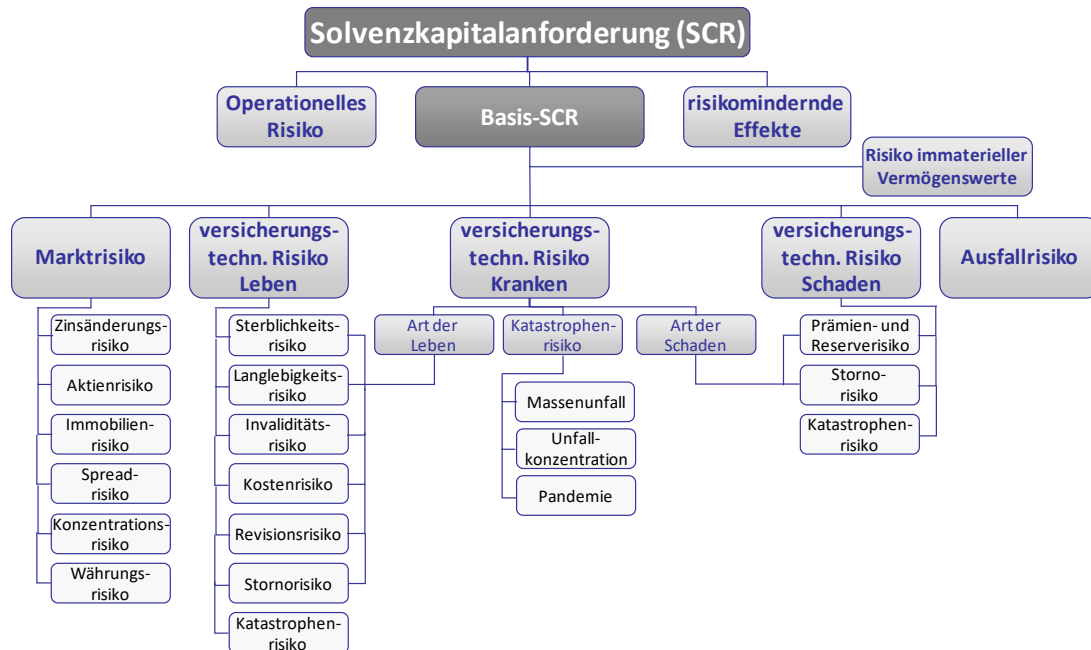 Solvenzkapitalanforderung (SCR)
Operationelles
Risiko
Basis-SCR
risikomindernde
Effekte
Risiko immaterieller
Vermögenswerte
Marktrisiko
versicherungs-
techn. Risiko
Leben
versicherungs-
techn. Risiko
Kranken
versicherungs-
techn. Risiko
Schaden
Ausfallrisiko
Zinsänderungs-
risiko
Aktienrisiko
Immobilien-
risiko
Spread-
risiko
Konzentrations-
risiko
Währungs-
risiko
Sterblichkeits-
risiko
Langlebigkeits-
risiko
Invaliditäts-
risiko
Kostenrisiko
Revisionsrisiko
Stornorisiko
Katastrophen-
risiko
Art der
Leben
Katastrophen-
risiko
Art der
Schaden
Massenunfall
Unfall-
konzentration
Pandemie
Prämien- und
Reserverisiko
Storno-
risiko
Katastrophen-
risiko